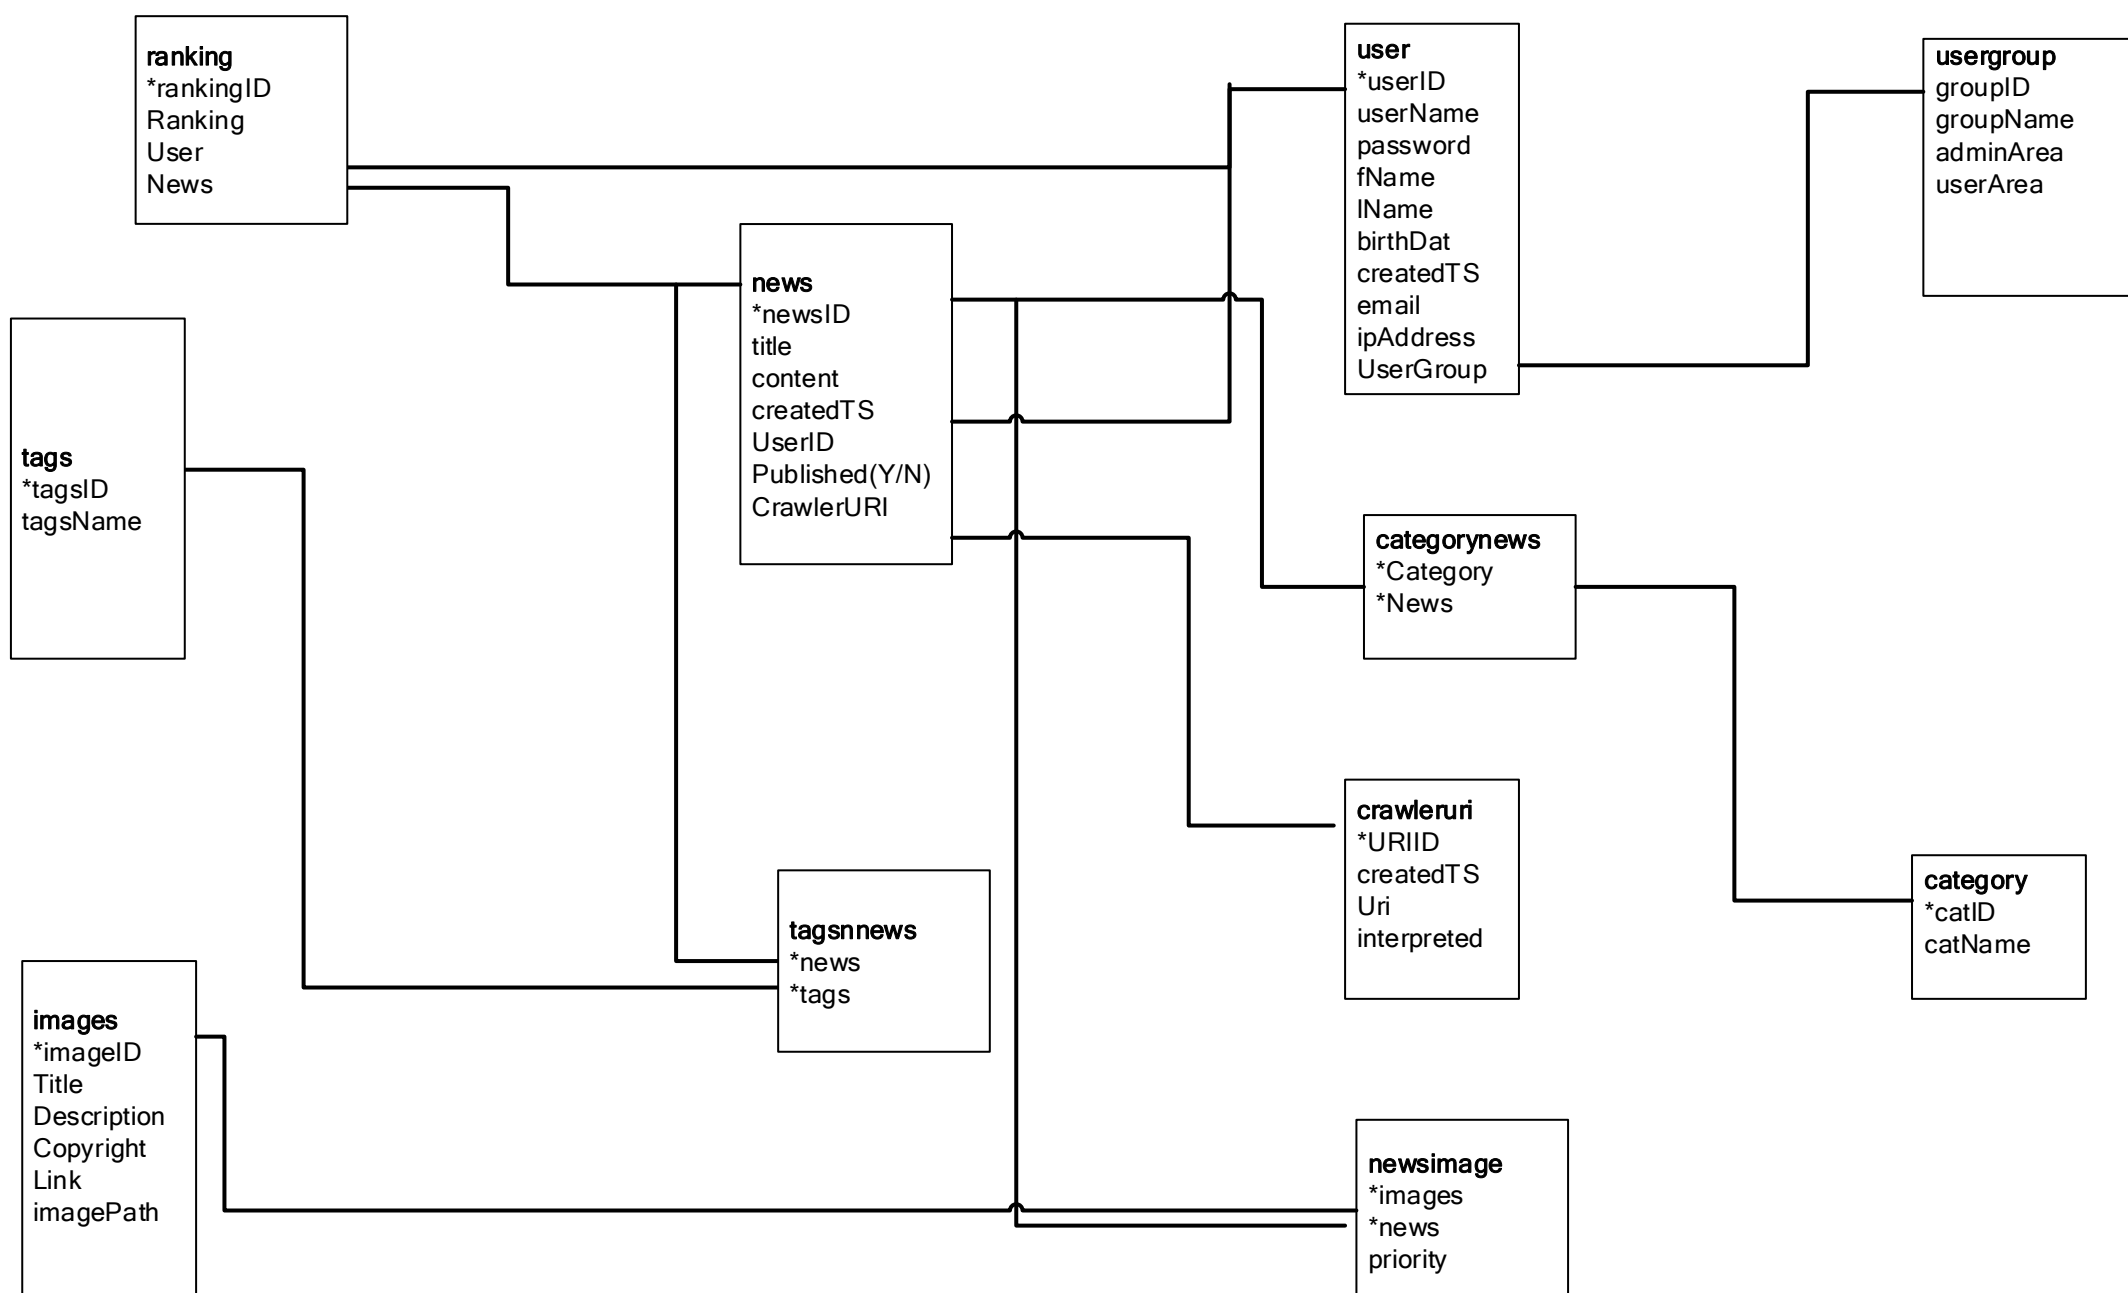 ranking
*rankingID
Ranking
User
News
user
*userID
userName
password
fName
lName
birthDat
createdTS
email
ipAddress
UserGroup
usergroup
groupID
groupName
adminArea
userArea
news
*newsID
title
content
createdTS
UserID
Published(Y/N)
CrawlerURI
tags
*tagsID
tagsName
categorynews
*Category
*News
crawleruri
*URIID
createdTS
Uri
interpreted
category
*catID
catName
tagsnnews
*news
*tags
images
*imageID
Title
Description
Copyright
Link
imagePath
newsimage
*images
*news
priority